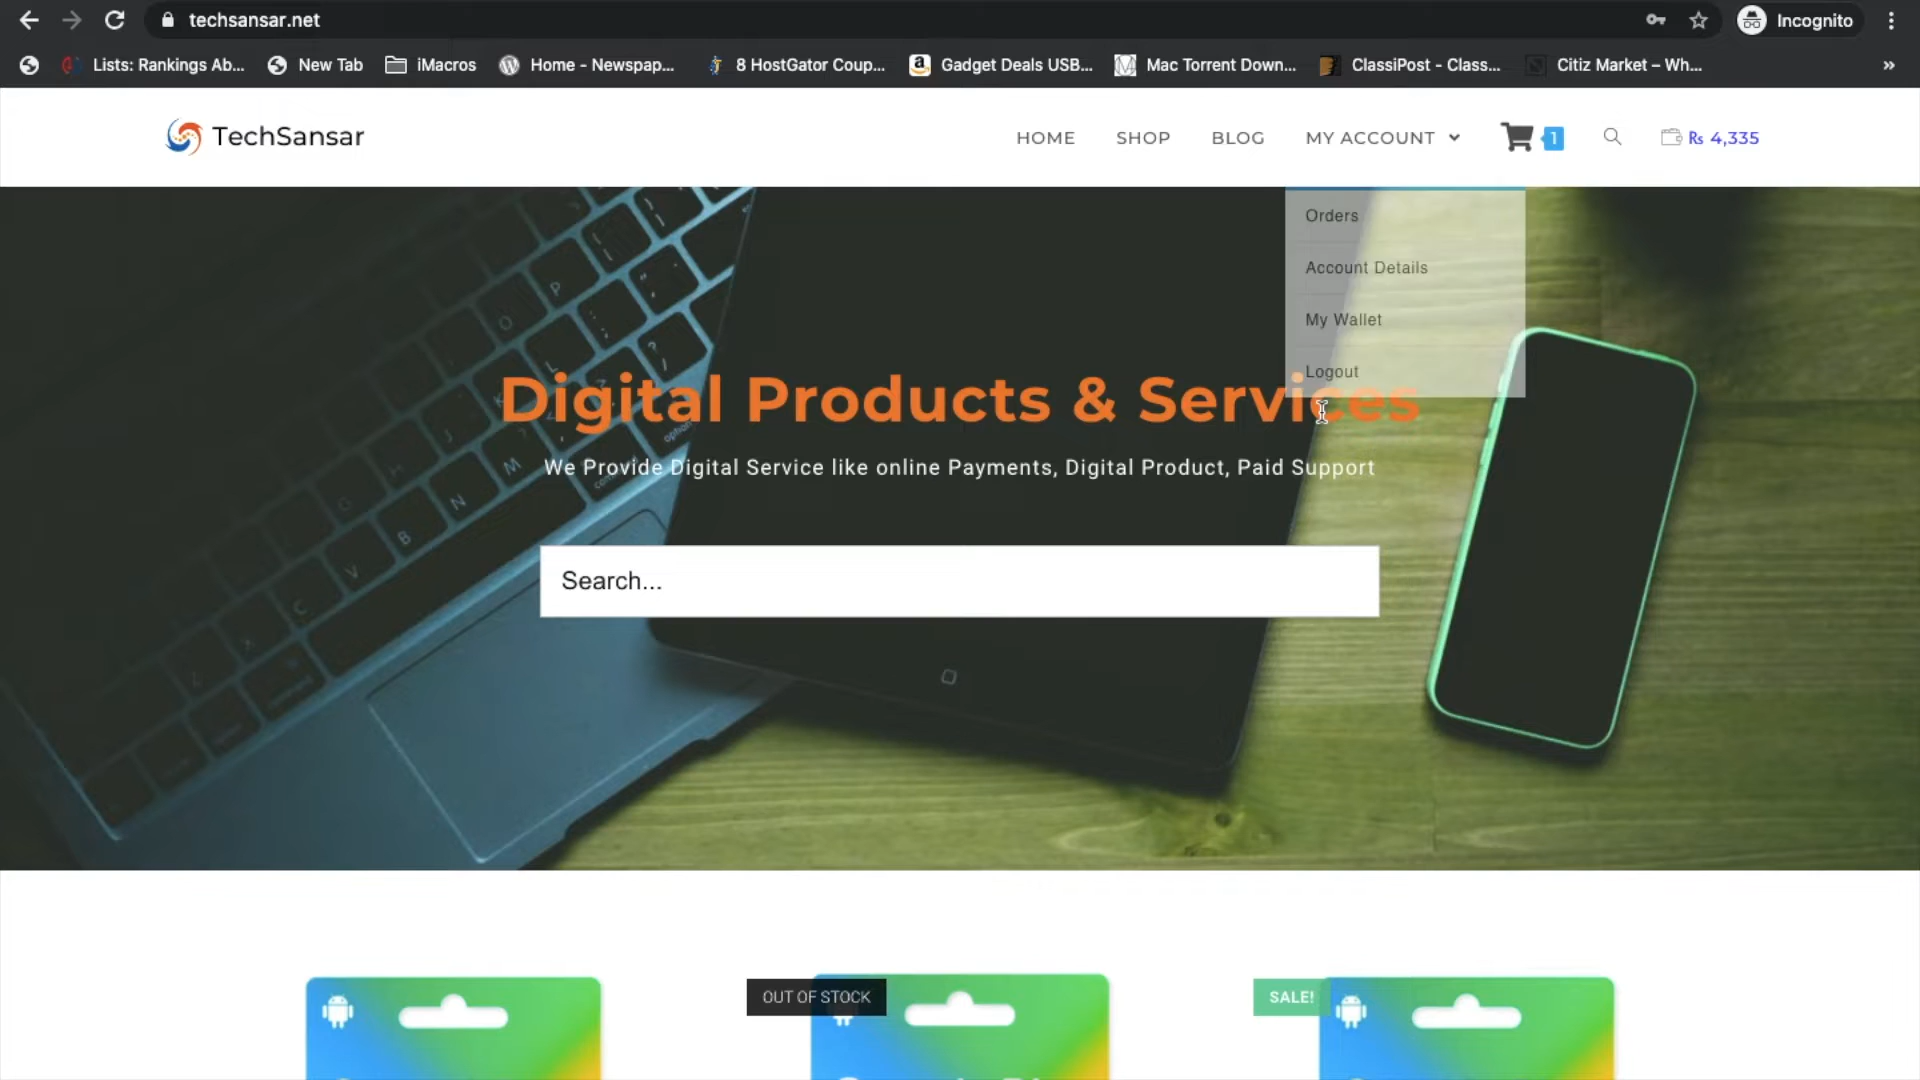 techsansar.net
Incognito
Lists: Rankings Ab...
New Tab
iMacros
Home - Newspap...
8 HostGator Coup...
Gadget Deals USB...
Mac Torrent Down...
ClassiPost - Class...
Citiz Market – Wh...
»
TechSansar
HOME
SHOP
BLOG
MY ACCOUNT
1
₨ 4,335
Orders
Account Details
My Wallet
Logout
Digital Products & Services
We Provide Digital Service like online Payments, Digital Product, Paid Support
Search...
OUT OF STOCK
SALE!